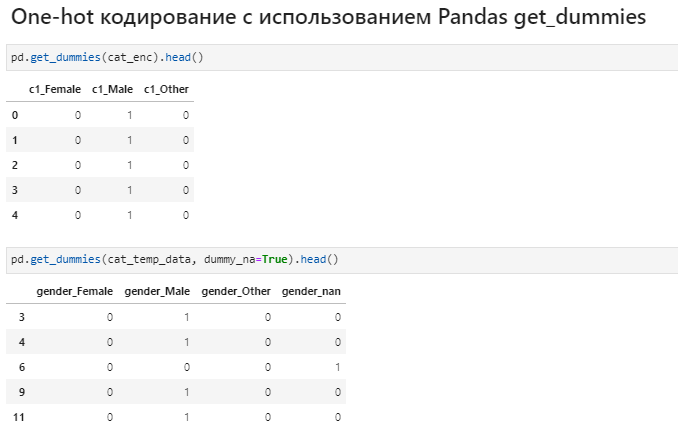 One-hot кодирование с использованием Pandas get_dummies
pd.get_dummies(cat_enc).head()
c1_Female c1_Male c1_Other
0 0 1 0
1 0 1 0
2 0 1 0
3 0 1 0
4 0 1 0
pd.get_dummies(cat_temp_data, dummy_na=True).head()
gender_Female gender_Male gender_Other gender_nan
3 0 1 0 0
4 0 1 0 0
6 0 0 0 1
9 0 1 0 0
11 0 1 0 0